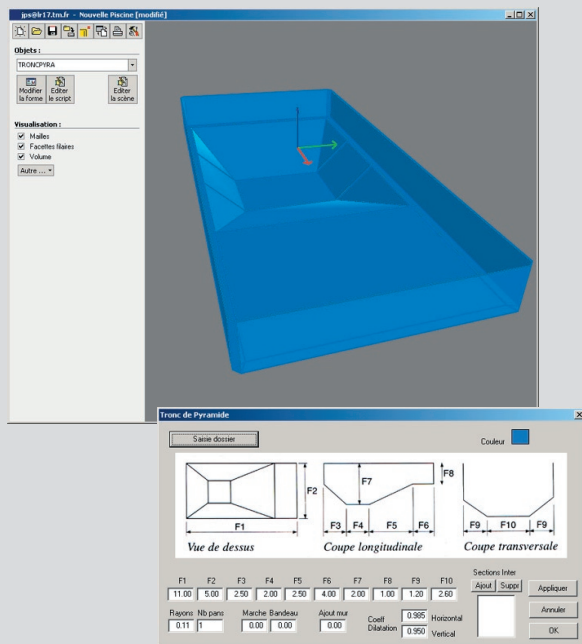 jps@lr17.tm.fr - Nouvelle Piscine [modifié]
Objets :
TRONCPYRA
Modifier la forme
Editer le script
Editer la scène
Visualisation :
Mailles
Facettes filaires
Volume
Autre ...
Tronc de Pyramide
Saisie dossier
Couleur
F2
F1
Vue de dessus
F7
F8
F3 F4 F5 F6
Coupe longitudinale
F9 F10 F9
Coupe transversale
Sections Inter
Ajout Suppr
F1 F2 F3 F4 F5 F6 F7 F8 F9 F10
11.00 5.00 2.50 2.00 2.50 4.00 2.00 1.00 1.20 2.60
Rayons Nb pans Marche Bandeau Ajout mur
0.11 1 0.00 0.00 0.00
Coeff Dilatation
0.985 Horizontal
0.950 Vertical
Appliquer
Annuler
OK